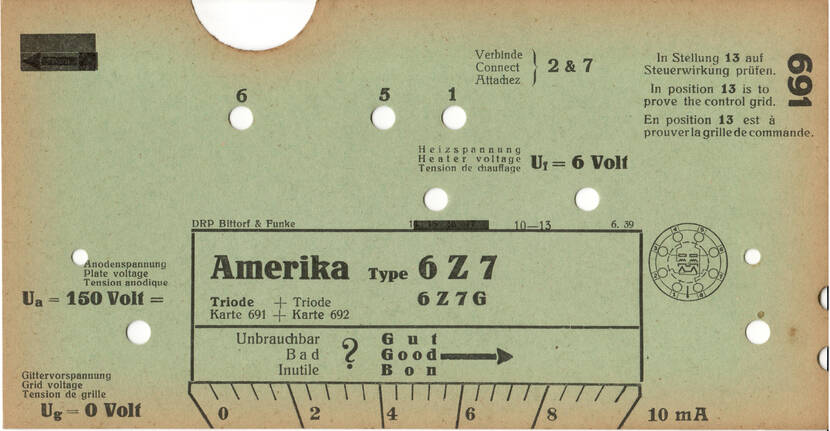 Verbinde
Connect
Attachez
2 & 7
In Stellung 13 auf
Steuerwirkung prüfen.
In position 13 is to
prove the control grid.
En position 13 est à
prouver la grille de commande.
691
6
5
1
Heizspannung
Heater voltage
Tension de chauffage
Uf = 6 Volt
DRP Bittorf & Funke
10—13
6. 39
Anodenspannung
Plate voltage
Tension anodique
Ua = 150 Volt =
Amerika Type 6 Z 7
6 Z 7 G
Triode + Triode
Karte 691 + Karte 692
Unbrauchbar
Bad
Inutile
?
Gut
Good
Bon
Gittervorspannung
Grid voltage
Tension de grille
Ug = 0 Volt
0 2 4 6 8 10 mA